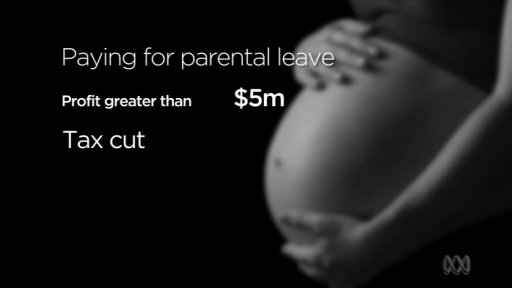 Paying for parental leave
Profit greater than $5m
Tax cut